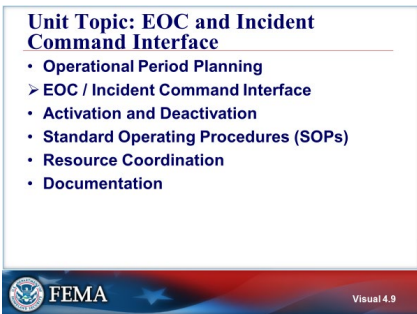 Unit Topic: EOC and Incident
Command Interface
• Operational Period Planning
➢ EOC / Incident Command Interface
• Activation and Deactivation
• Standard Operating Procedures (SOPs)
• Resource Coordination
• Documentation
FEMA
Visual 4.9